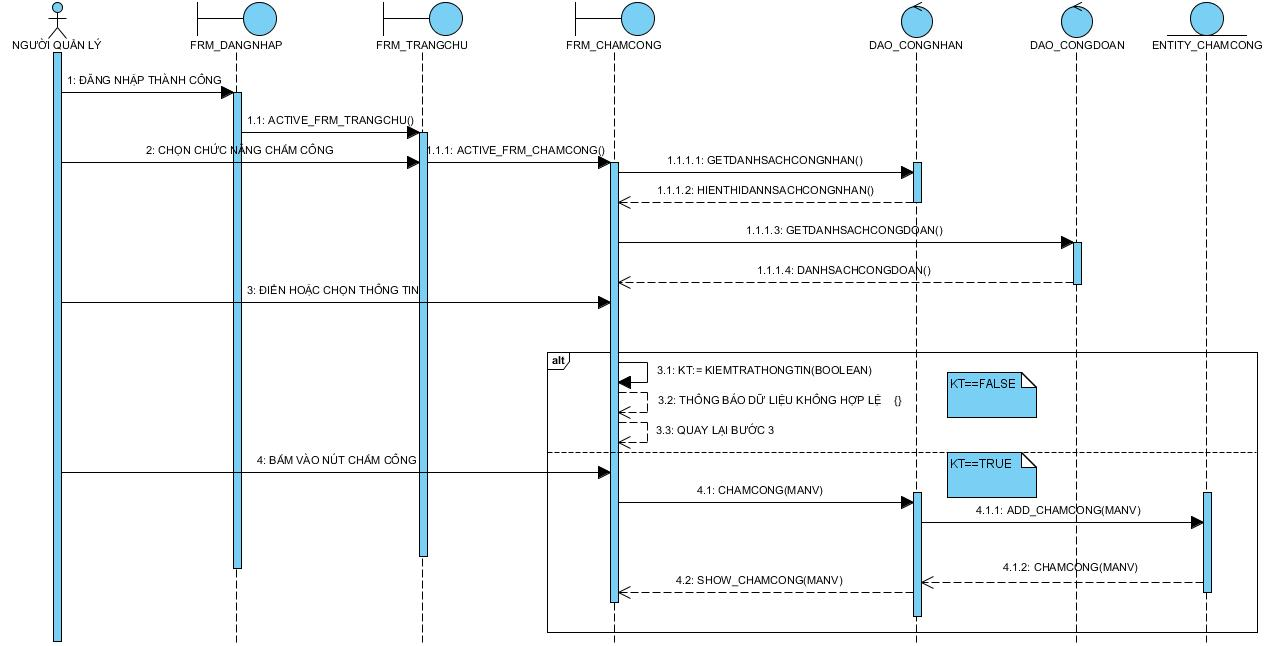 NGƯỜI QUẢN LÝ
FRM_DANGNHAP
FRM_TRANGCHU
FRM_CHAMCONG
DAO_CONGNHAN
DAO_CONGDOAN
ENTITY_CHAMCONG
1: ĐĂNG NHẬP THÀNH CÔNG
1.1: ACTIVE_FRM_TRANGCHU()
2: CHỌN CHỨC NĂNG CHẤM CÔNG
1.1.1: ACTIVE_FRM_CHAMCONG()
1.1.1.1: GETDANHSACHCONGNHAN()
1.1.1.2: HIENTHIDANNSACHCONGNHAN()
1.1.1.3: GETDANHSACHCONGDOAN()
1.1.1.4: DANHSACHCONGDOAN()
3: ĐIỀN HOẶC CHỌN THÔNG TIN
alt
3.1: KT:= KIEMTRATHONGTIN(BOOLEAN)
KT==FALSE
3.2: THÔNG BÁO DỮ LIỆU KHÔNG HỢP LỆ {}
3.3: QUAY LẠI BƯỚC 3
4: BẤM VÀO NÚT CHẤM CÔNG
KT==TRUE
4.1: CHAMCONG(MANV)
4.1.1: ADD_CHAMCONG(MANV)
4.1.2: CHAMCONG(MANV)
4.2: SHOW_CHAMCONG(MANV)